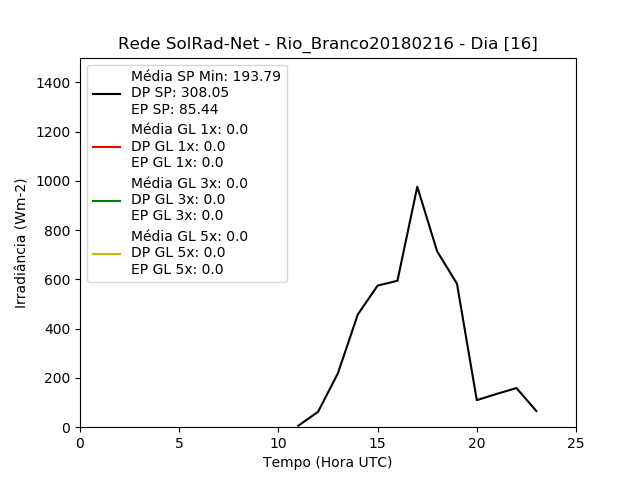 Rede SolRad-Net - Rio_Branco20180216 - Dia [16]
Média SP Min: 193.79
DP SP: 308.05
EP SP: 85.44
Média GL 1x: 0.0
DP GL 1x: 0.0
EP GL 1x: 0.0
Média GL 3x: 0.0
DP GL 3x: 0.0
EP GL 3x: 0.0
Média GL 5x: 0.0
DP GL 5x: 0.0
EP GL 5x: 0.0
Irradiância (Wm-2)
1400
1200
1000
800
600
400
200
0
0 5 10 15 20 25
Tempo (Hora UTC)